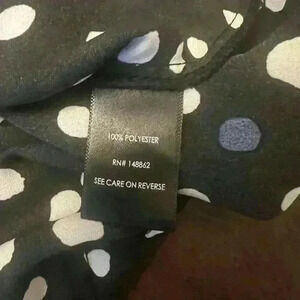 100% POLYESTER
RN# 148862
SEE CARE ON REVERSE